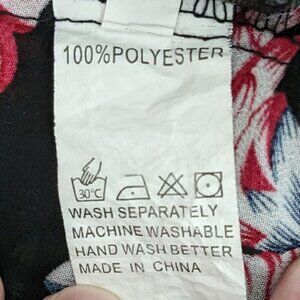 100%POLYESTER
30°C
WASH SEPARATELY
MACHINE WASHABLE
HAND WASH BETTER
MADE IN CHINA